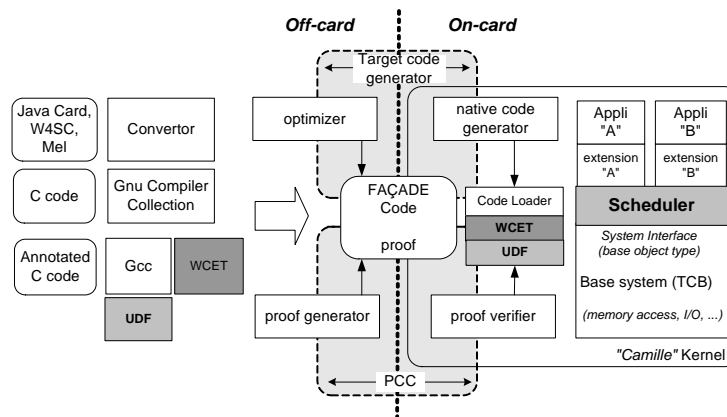 Off-card
On-card
Target code
generator
Java Card,
W4SC,
Mel
Convertor
optimizer
native code
generator
Appli
"A"
Appli
"B"
extension
"A"
extension
"B"
C code
Gnu Compiler
Collection
FAÇADE
Code
proof
Code Loader
WCET
UDF
Scheduler
System Interface
(base object type)
Base system (TCB)
(memory access, I/O, ...)
Annotated
C code
Gcc
WCET
UDF
proof generator
proof verifier
"Camille" Kernel
PCC